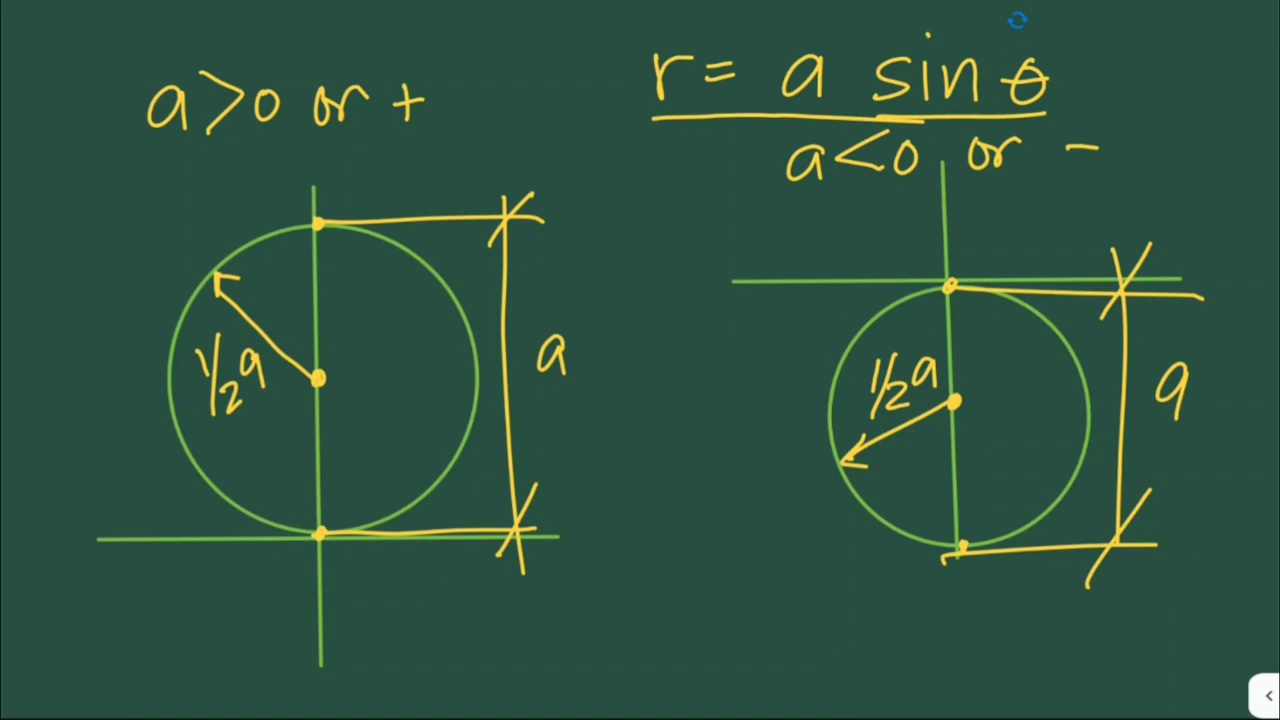 a>0 or +
r = a sin θ
a<0 or -
1/2a
a
1/2a
a